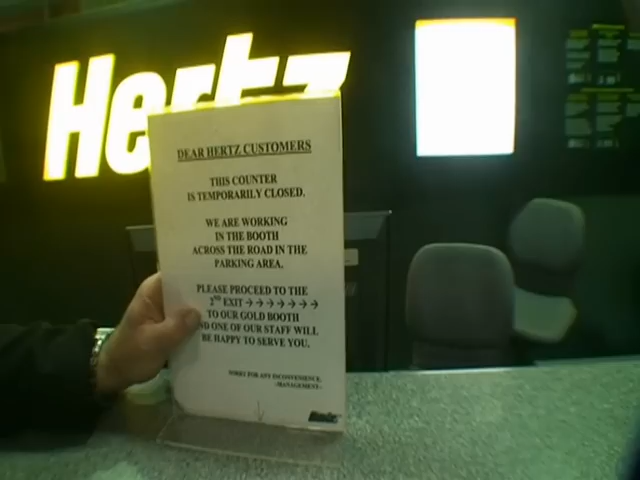 Hertz
DEAR HERTZ CUSTOMERS
THIS COUNTER
IS TEMPORARILY CLOSED.
WE ARE WORKING
IN THE BOOTH
ACROSS THE ROAD IN THE
PARKING AREA.
PLEASE PROCEED TO THE
2ND EXIT →→→→→→→
TO OUR GOLD BOOTH
ND ONE OF OUR STAFF WILL
BE HAPPY TO SERVE YOU.
SORRY FOR ANY INCONVENIENCE.
-MANAGEMENT-
Hertz